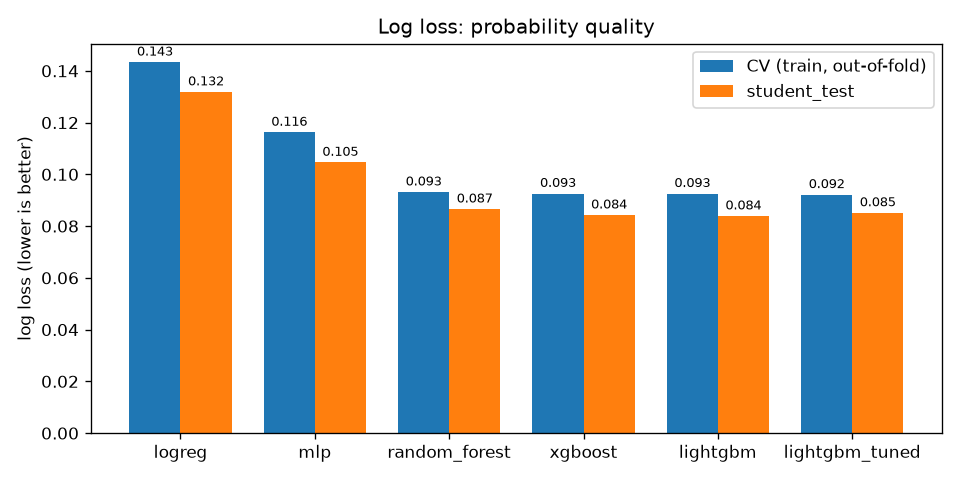 Log loss: probability quality
CV (train, out-of-fold)
student_test
log loss (lower is better)
0.14
0.12
0.10
0.08
0.06
0.04
0.02
0.00
0.143
0.132
0.116
0.105
0.093
0.087
0.093
0.084
0.093
0.084
0.092
0.085
logreg
mlp
random_forest
xgboost
lightgbm
lightgbm_tuned